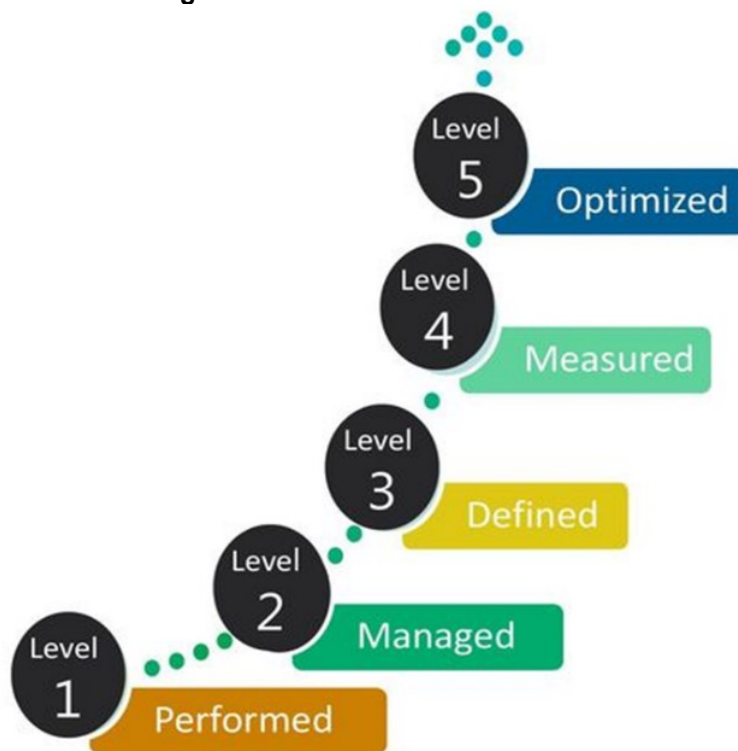 Level
5
Optimized
Level
4
Measured
Level
3
Defined
Level
2
Managed
Level
1
Performed